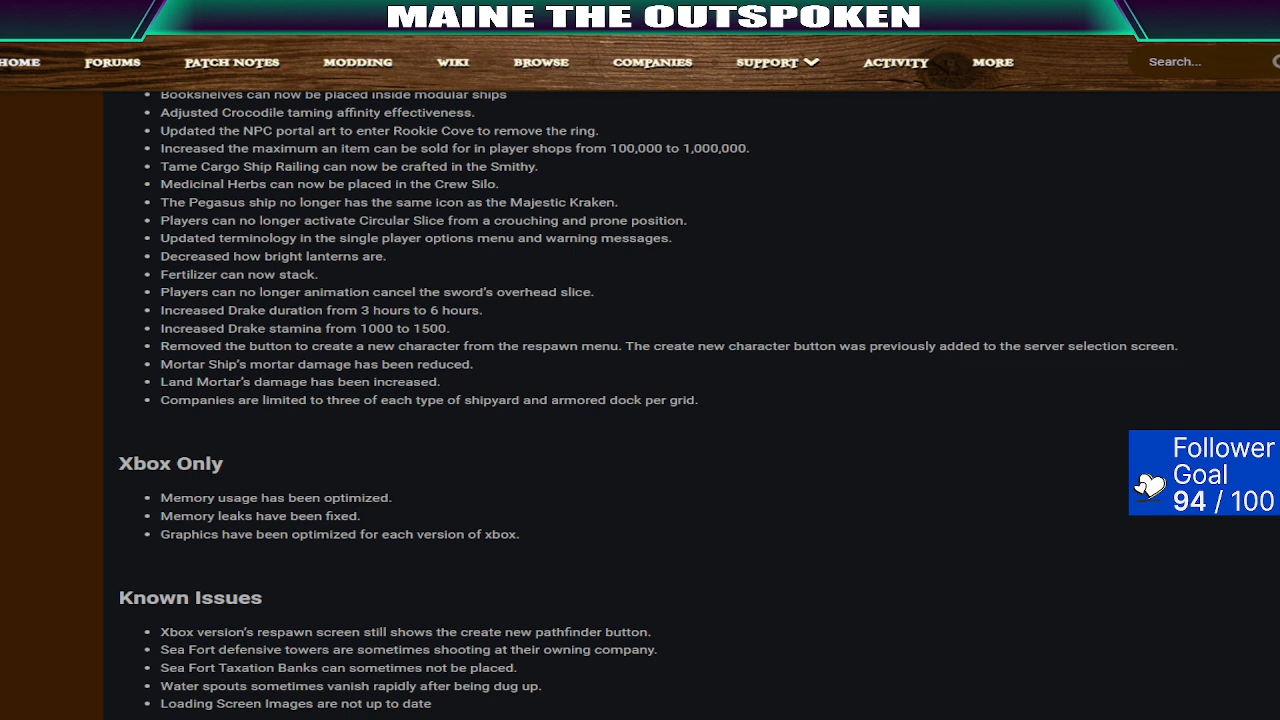 MAINE THE OUTSPOKEN
HOME FORUMS PATCH NOTES MODDING WIKI BROWSE COMPANIES SUPPORT ACTIVITY MORE Search...
• Bookshelves can now be placed inside modular ships
• Adjusted Crocodile taming affinity effectiveness.
• Updated the NPC portal art to enter Rookie Cove to remove the ring.
• Increased the maximum an item can be sold for in player shops from 100,000 to 1,000,000.
• Tame Cargo Ship Railing can now be crafted in the Smithy.
• Medicinal Herbs can now be placed in the Crew Silo.
• The Pegasus ship no longer has the same icon as the Majestic Kraken.
• Players can no longer activate Circular Slice from a crouching and prone position.
• Updated terminology in the single player options menu and warning messages.
• Decreased how bright lanterns are.
• Fertilizer can now stack.
• Players can no longer animation cancel the sword's overhead slice.
• Increased Drake duration from 3 hours to 6 hours.
• Increased Drake stamina from 1000 to 1500.
• Removed the button to create a new character from the respawn menu. The create new character button was previously added to the server selection screen.
• Mortar Ship's mortar damage has been reduced.
• Land Mortar's damage has been increased.
• Companies are limited to three of each type of shipyard and armored dock per grid.
Xbox Only
• Memory usage has been optimized.
• Memory leaks have been fixed.
• Graphics have been optimized for each version of xbox.
Known Issues
• Xbox version's respawn screen still shows the create new pathfinder button.
• Sea Fort defensive towers are sometimes shooting at their owning company.
• Sea Fort Taxation Banks can sometimes not be placed.
• Water spouts sometimes vanish rapidly after being dug up.
• Loading Screen Images are not up to date
Follower
Goal
94 / 100